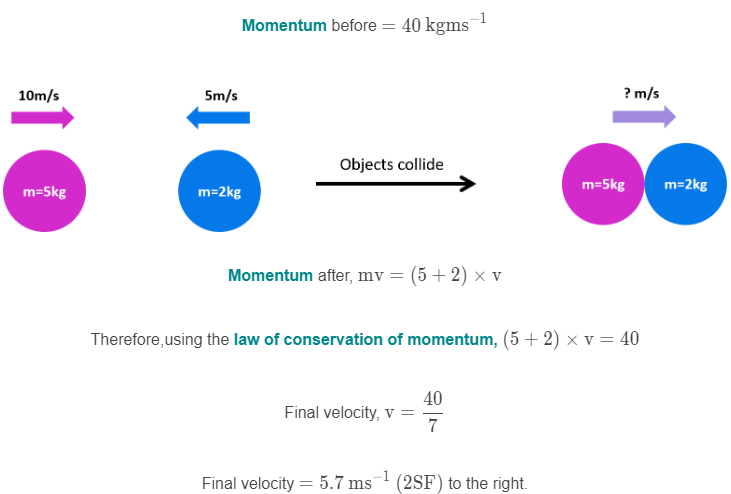 Momentum before = 40 kgms⁻¹
10m/s 5m/s ? m/s
Objects collide
m=5kg m=2kg m=5kg m=2kg
Momentum after, mv = (5 + 2) × v
Therefore,using the law of conservation of momentum, (5 + 2) × v = 40
Final velocity, v = 40/7
Final velocity = 5.7 ms⁻¹ (2SF) to the right.